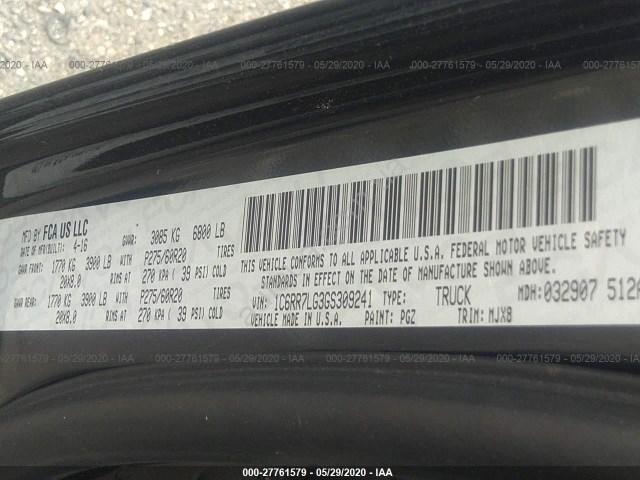 000-27761579 - 05/29/2020 - IAA
MFD BY FCA US LLC
DATE OF MFR/BUILT: 4-16 GVWR: 3085 KG 6800 LB
GAWR FRONT: 1770 KG 3900 LB P275/60R20 TIRES
20X8.0 RIMS AT 270 KPA ( 39 PSI) COLD
GAWR REAR: 1770 KG 3900 LB P275/60R20 TIRES
20X8.0 RIMS AT 270 KPA ( 39 PSI) COLD
THIS VEHICLE CONFORMS TO ALL APPLICABLE U.S.A. FEDERAL MOTOR VEHICLE SAFETY
STANDARDS IN EFFECT ON THE DATE OF MANUFACTURE SHOWN ABOVE.
VIN: 1C6RR7LG3GS309241 TYPE: TRUCK MDH: 032907 512A
VEHICLE MADE IN U.S.A. PAINT: PGZ TRIM: MJX8
000-27761579 - 05/29/2020 - IAA